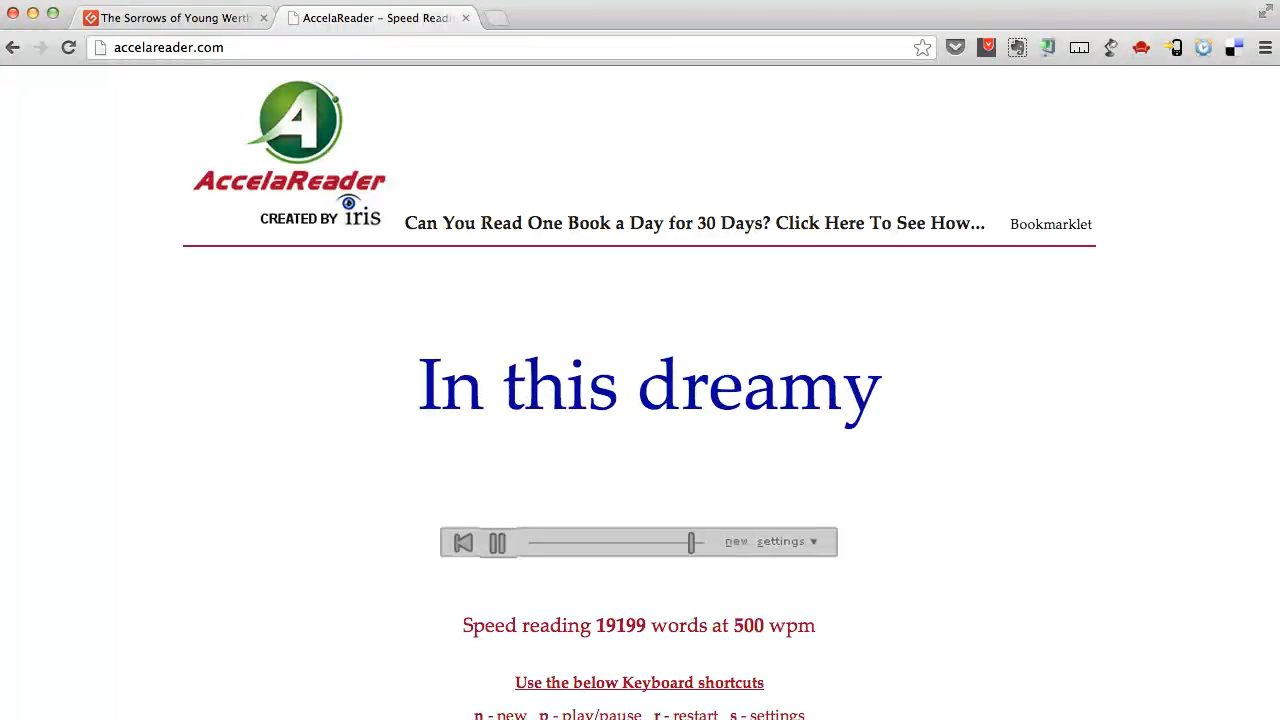 The Sorrows of Young Werth
AccelaReader – Speed Readi
accelareader.com
A
AccelaReader
CREATED BY iris
Can You Read One Book a Day for 30 Days? Click Here To See How...
Bookmarklet
In this dreamy
new settings ▼
Speed reading 19199 words at 500 wpm
Use the below Keyboard shortcuts
n - new p - play/pause r - restart s - settings